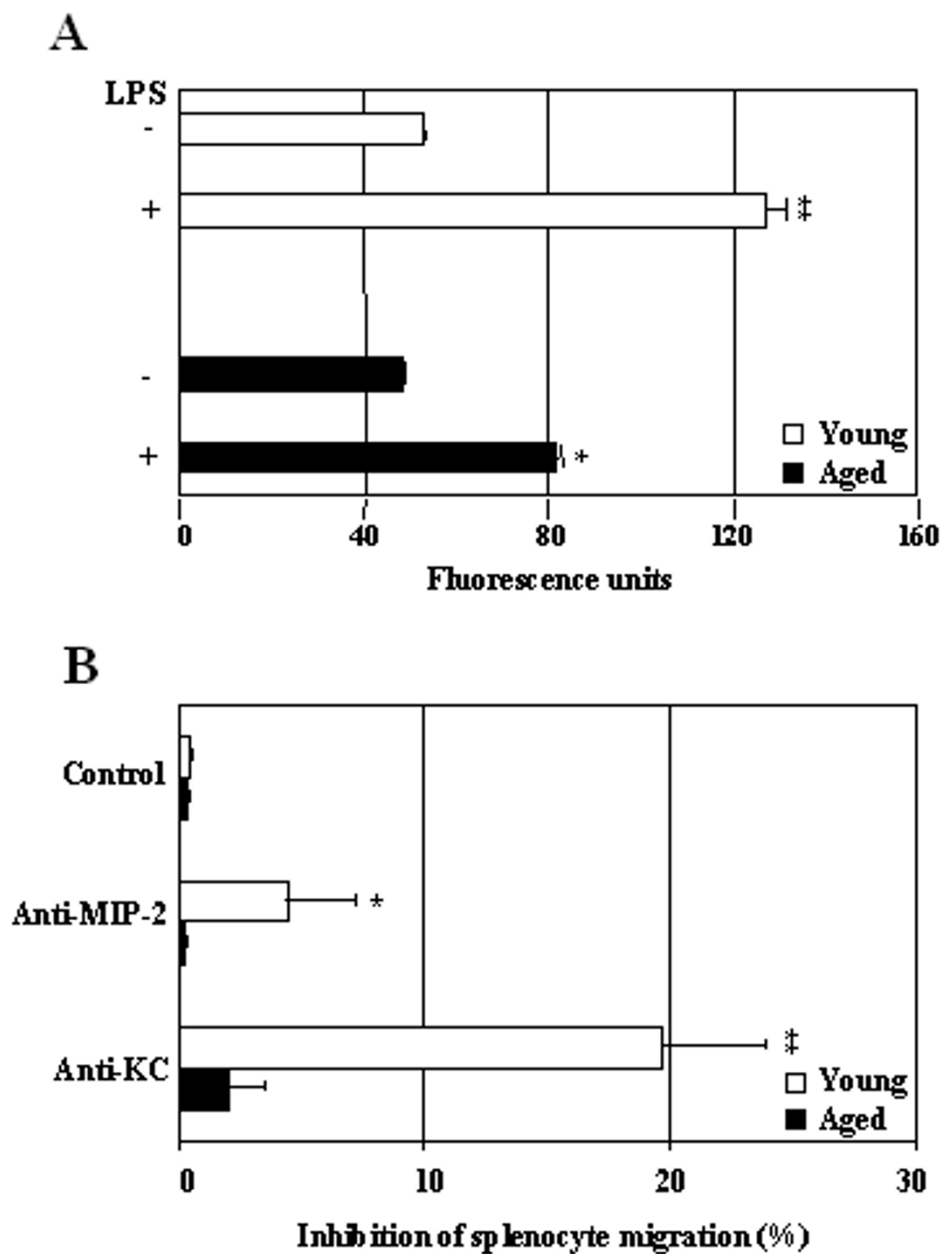 A
LPS
-
+
‡
-
+
*
Young
Aged
0 40 80 120 160
Fluorescence units
B
Control
Anti-MIP-2
*
Anti-KC
‡
Young
Aged
0 10 20 30
Inhibition of splenocyte migration (%)